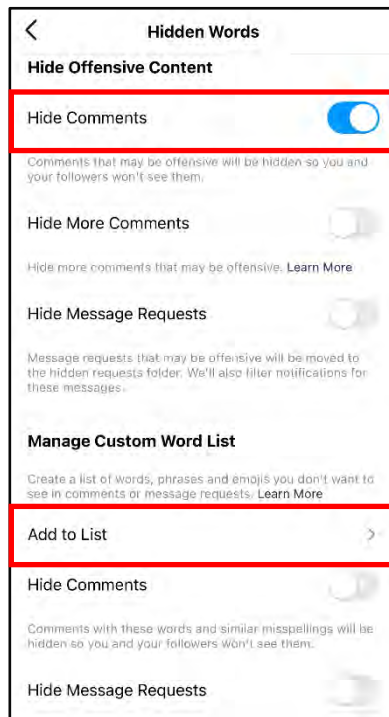 Hidden Words
Hide Offensive Content
Hide Comments
Comments that may be offensive will be hidden so you and
your followers won't see them.
Hide More Comments
Hide more comments that may be offensive. Learn More
Hide Message Requests
Message requests that may be offensive will be moved to
the hidden requests folder. We'll also filter notifications for
these messages.
Manage Custom Word List
Create a list of words, phrases and emojis you don't want to
see in comments or message requests. Learn More
Add to List
Hide Comments
Comments with these words and similar misspellings will be
hidden so you and your followers won't see them.
Hide Message Requests